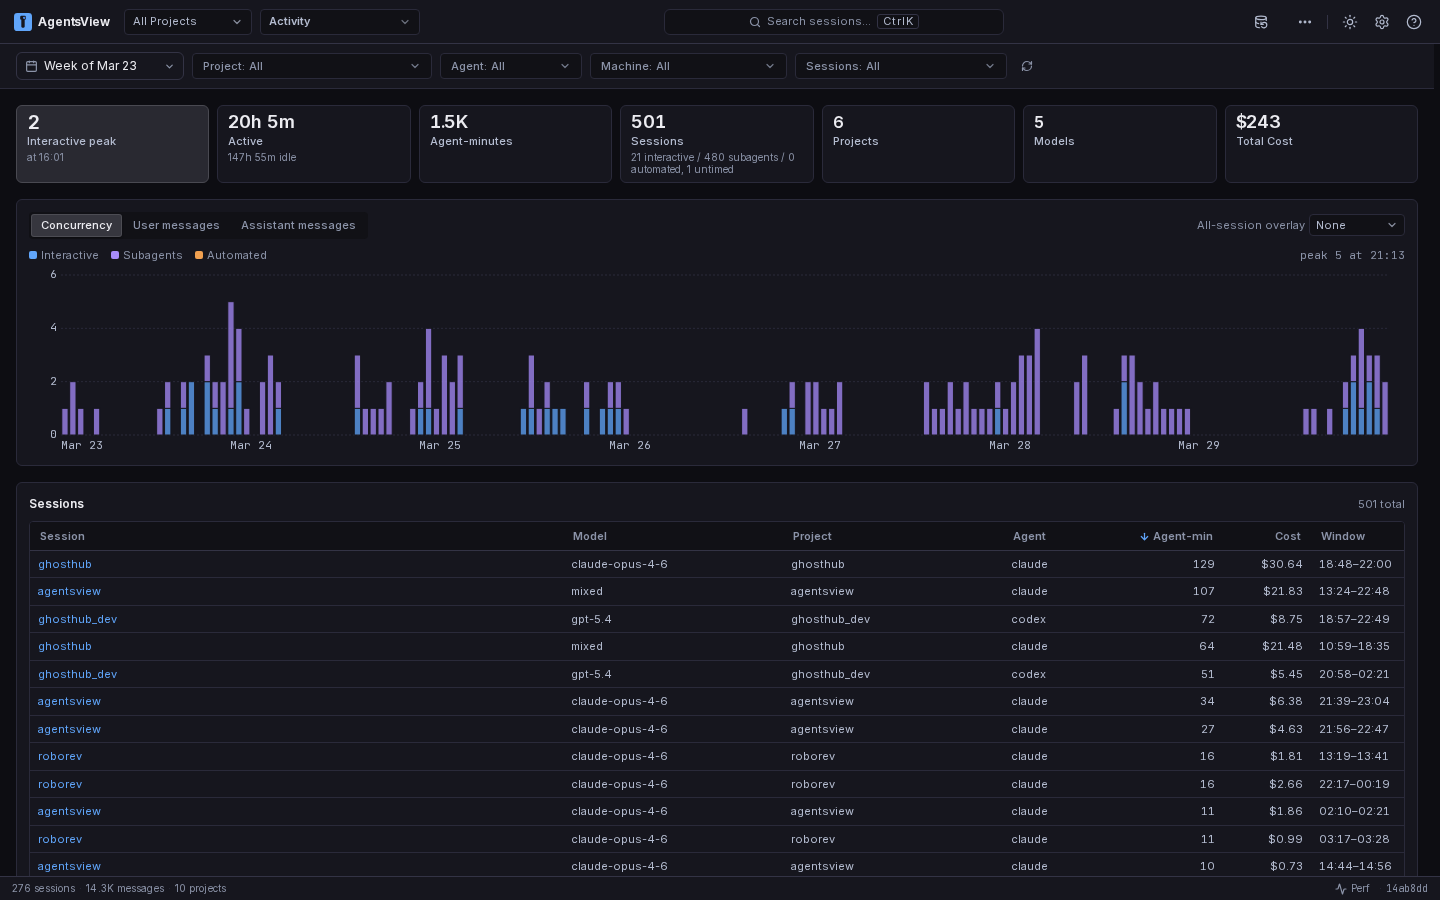 AgentsView All Projects Activity Search sessions... CtrlK
Week of Mar 23 Project: All Agent: All Machine: All Sessions: All
2 20h 5m 1.5K 501 6 5 $243
Interactive peak Active Agent-minutes Sessions Projects Models Total Cost
at 16:01 147h 55m idle 21 interactive / 480 subagents / 0
automated, 1 untimed
Concurrency User messages Assistant messages All-session overlay None
Interactive Subagents Automated peak 5 at 21:13
6
4
2
0
Mar 23 Mar 24 Mar 25 Mar 26 Mar 27 Mar 28 Mar 29
Sessions 501 total
Session Model Project Agent ↓ Agent-min Cost Window
ghosthub claude-opus-4-6 ghosthub claude 129 $30.64 18:48–22:00
agentsview mixed agentsview claude 107 $21.83 13:24–22:48
ghosthub_dev gpt-5.4 ghosthub_dev codex 72 $8.75 18:57–22:49
ghosthub mixed ghosthub claude 64 $21.48 10:59–18:35
ghosthub_dev gpt-5.4 ghosthub_dev codex 51 $5.45 20:58–02:21
agentsview claude-opus-4-6 agentsview claude 34 $6.38 21:39–23:04
agentsview claude-opus-4-6 agentsview claude 27 $4.63 21:56–22:47
roborev claude-opus-4-6 roborev claude 16 $1.81 13:19–13:41
roborev claude-opus-4-6 roborev claude 16 $2.66 22:17–00:19
agentsview claude-opus-4-6 agentsview claude 11 $1.86 02:10–02:21
roborev claude-opus-4-6 roborev claude 11 $0.99 03:17–03:28
agentsview claude-opus-4-6 agentsview claude 10 $0.73 14:44–14:56
276 sessions 14.3K messages 10 projects Perf 14ab8dd